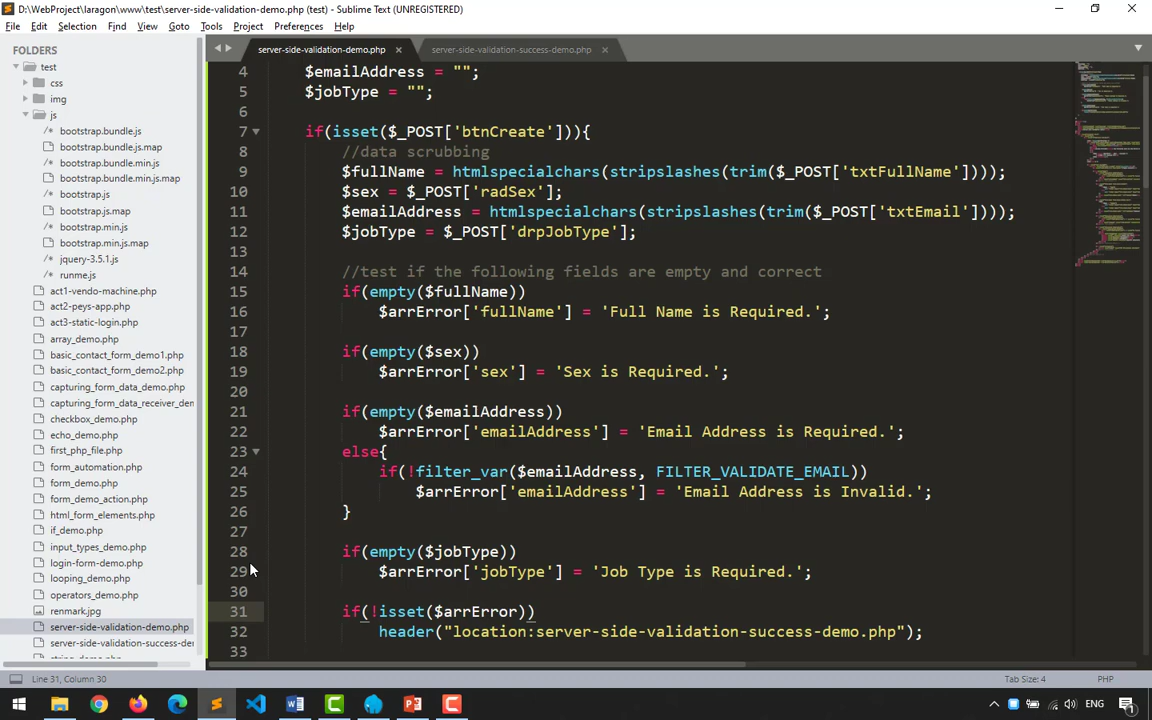 D:\WebProject\laragon\www\test\server-side-validation-demo.php (test) - Sublime Text (UNREGISTERED)
File Edit Selection Find View Goto Tools Project Preferences Help
FOLDERS
test
css
img
js
bootstrap.bundle.js
bootstrap.bundle.js.map
bootstrap.bundle.min.js
bootstrap.bundle.min.js.map
bootstrap.js
bootstrap.js.map
bootstrap.min.js
bootstrap.min.js.map
jquery-3.5.1.js
runme.js
act1-vendo-machine.php
act2-peys-app.php
act3-static-login.php
array_demo.php
basic_contact_form_demo1.php
basic_contact_form_demo2.php
capturing_form_data_demo.php
capturing_form_data_receiver_der
checkbox_demo.php
echo_demo.php
first_php_file.php
form_automation.php
form_demo.php
form_demo_action.php
html_form_elements.php
if_demo.php
input_types_demo.php
login-form-demo.php
looping_demo.php
operators_demo.php
renmark.jpg
server-side-validation-demo.php
server-side-validation-success-der
server-side-validation-demo.php × server-side-validation-success-demo.php ×
4 $emailAddress = "";
5 $jobType = "";
6
7 if(isset($_POST['btnCreate'])){
8 //data scrubbing
9 $fullName = htmlspecialchars(stripslashes(trim($_POST['txtFullName'])));
10 $sex = $_POST['radSex'];
11 $emailAddress = htmlspecialchars(stripslashes(trim($_POST['txtEmail'])));
12 $jobType = $_POST['drpJobType'];
13
14 //test if the following fields are empty and correct
15 if(empty($fullName))
16 $arrError['fullName'] = 'Full Name is Required.';
17
18 if(empty($sex))
19 $arrError['sex'] = 'Sex is Required.';
20
21 if(empty($emailAddress))
22 $arrError['emailAddress'] = 'Email Address is Required.';
23 else{
24 if(!filter_var($emailAddress, FILTER_VALIDATE_EMAIL))
25 $arrError['emailAddress'] = 'Email Address is Invalid.';
26 }
27
28 if(empty($jobType))
29 $arrError['jobType'] = 'Job Type is Required.';
30
31 if(!isset($arrError))
32 header("location:server-side-validation-success-demo.php");
33
Line 31, Column 30 Tab Size: 4 PHP
ENG